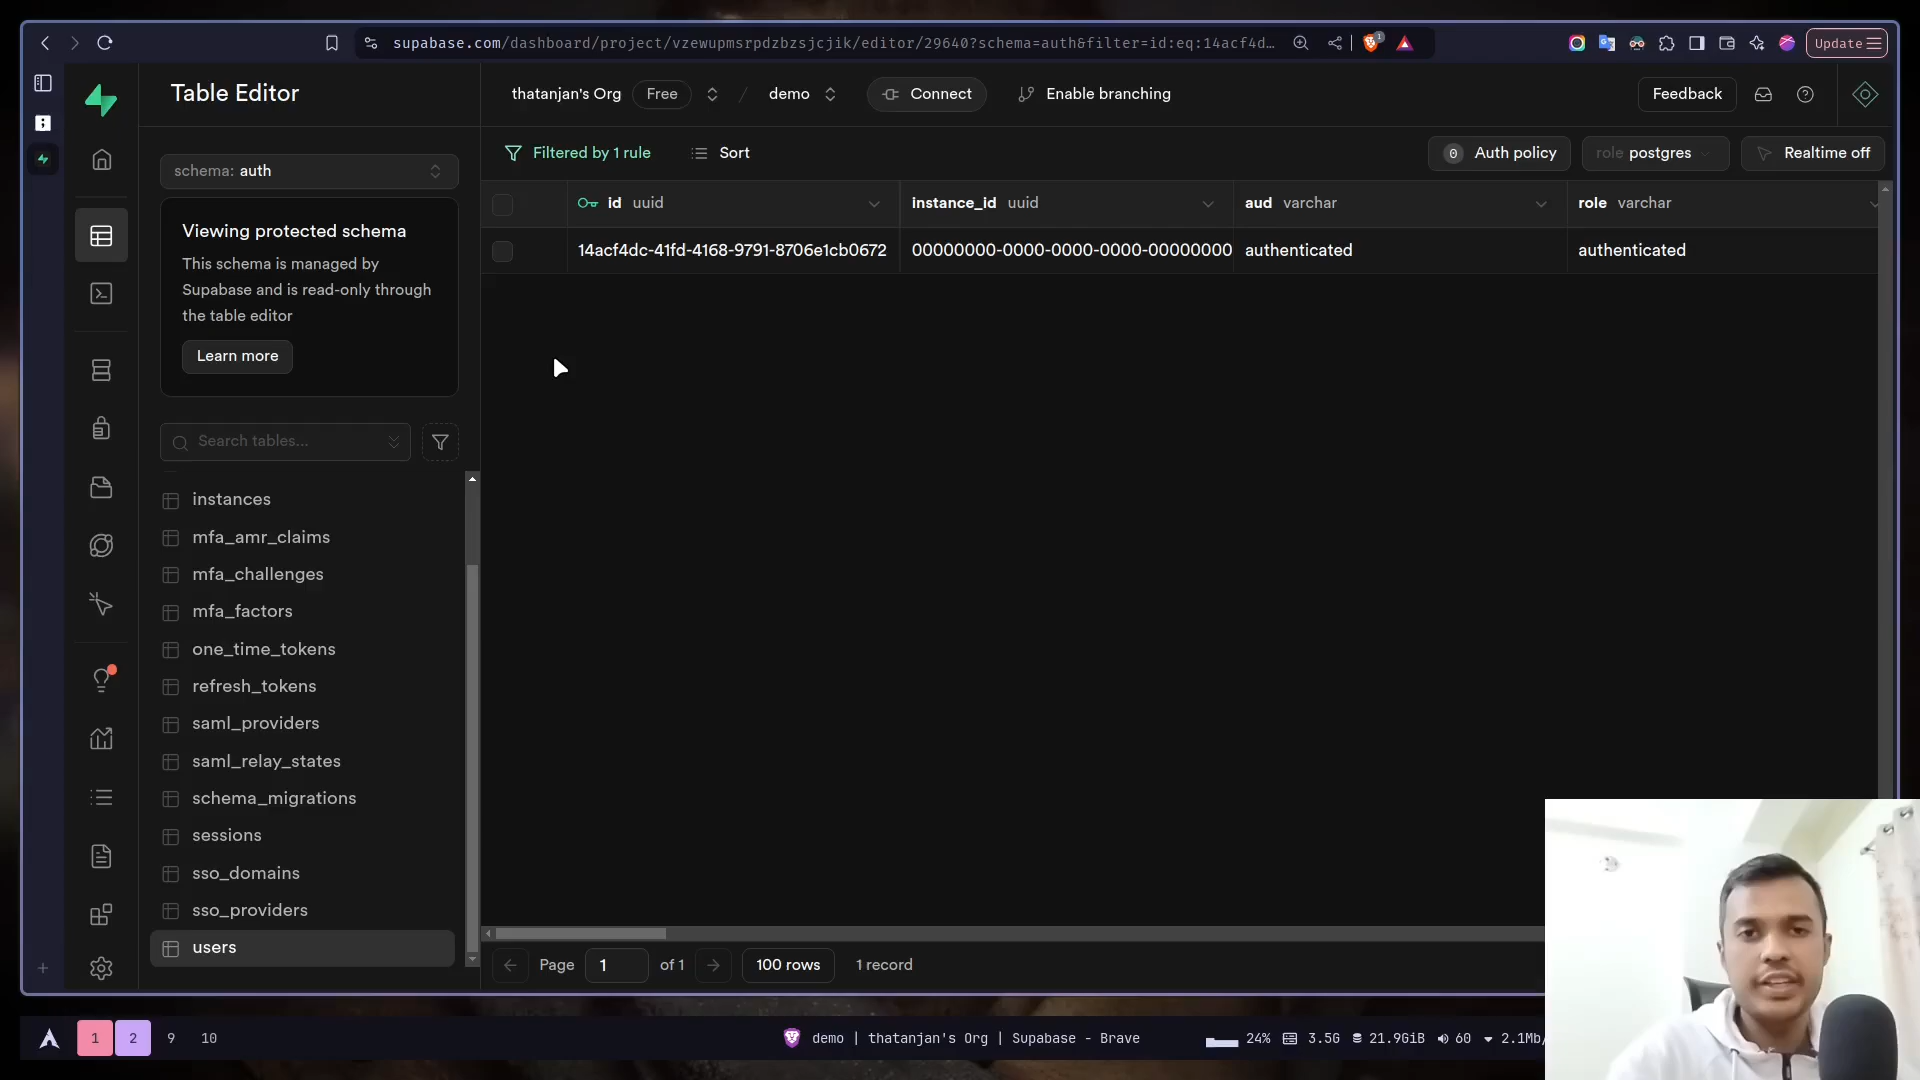 supabase.com/dashboard/project/vzewupmsrpdzbzsjcjik/editor/29640?schema=auth&filter=id:eq:14acf4d…
1
Update
Table Editor
thatanjan's Org
Free
/
demo
Connect
Enable branching
Feedback
schema: auth
Filtered by 1 rule
Sort
0 Auth policy
role postgres
Realtime off
id uuid
instance_id uuid
aud varchar
role varchar
14acf4dc-41fd-4168-9791-8706e1cb0672
00000000-0000-0000-0000-00000000
authenticated
authenticated
Viewing protected schema
This schema is managed by
Supabase and is read-only through
the table editor
Learn more
Search tables...
instances
mfa_amr_claims
mfa_challenges
mfa_factors
one_time_tokens
refresh_tokens
saml_providers
saml_relay_states
schema_migrations
sessions
sso_domains
sso_providers
users
Page
1
of 1
100 rows
1 record
1
2
9
10
demo | thatanjan's Org | Supabase - Brave
24%
3.5G
21.9GiB
60
2.1Mb/